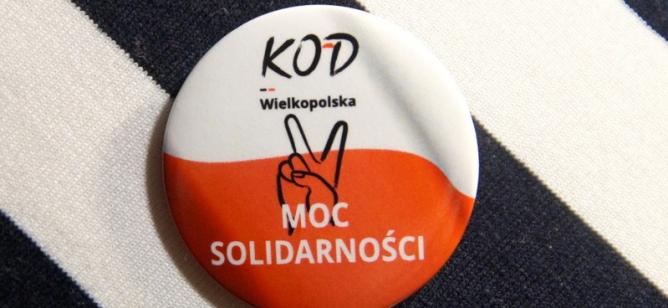 KOD
Wielkopolska
MOC
SOLIDARNOŚCI